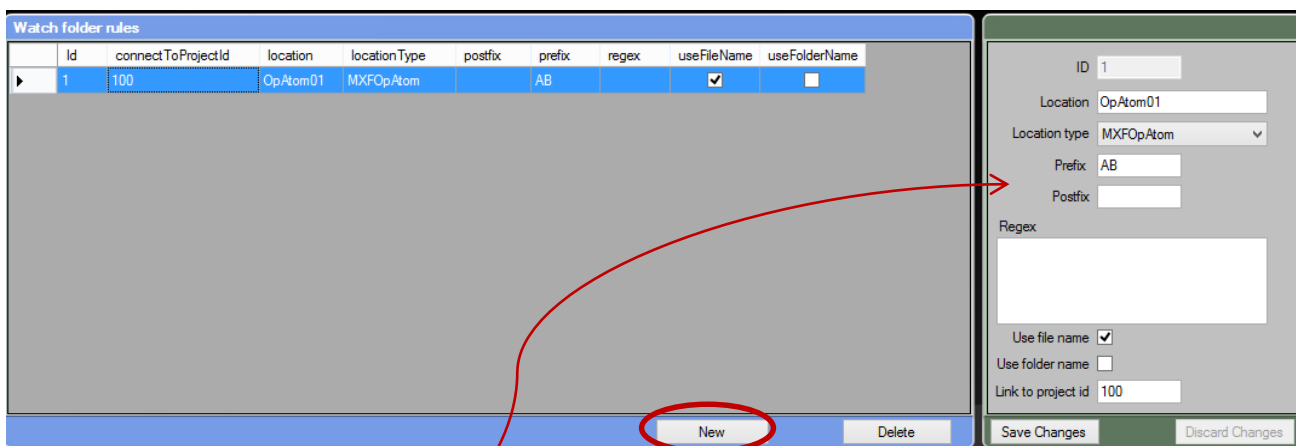 Watch folder rules
Id connectToProjectId location locationType postfix prefix regex useFileName useFolderName
1 100 OpAtom01 MXFOpAtom AB
New Delete
ID 1
Location OpAtom01
Location type MXFOpAtom
Prefix AB
Postfix
Regex
Use file name
Use folder name
Link to project id 100
Save Changes Discard Changes